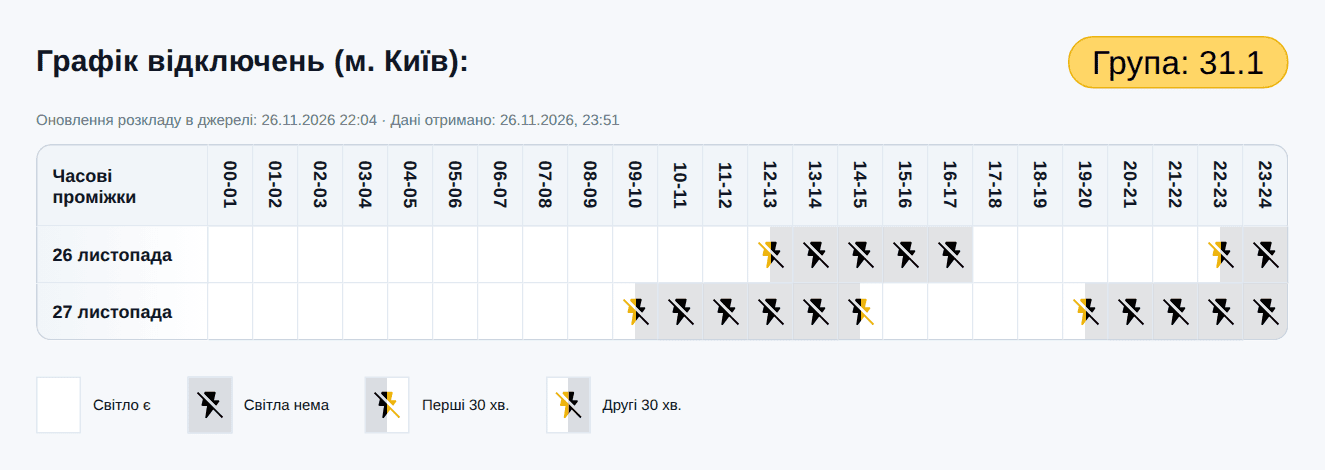 Графік відключень (м. Київ):
Група: 31.1
Оновлення розкладу в джерелі: 26.11.2026 22:04 · Дані отримано: 26.11.2026, 23:51
Часові
проміжки
00-01 01-02 02-03 03-04 04-05 05-06 06-07 07-08 08-09 09-10 10-11 11-12 12-13 13-14 14-15 15-16 16-17 17-18 18-19 19-20 20-21 21-22 22-23 23-24
26 листопада
27 листопада
Світло є
Світла нема
Перші 30 хв.
Другі 30 хв.